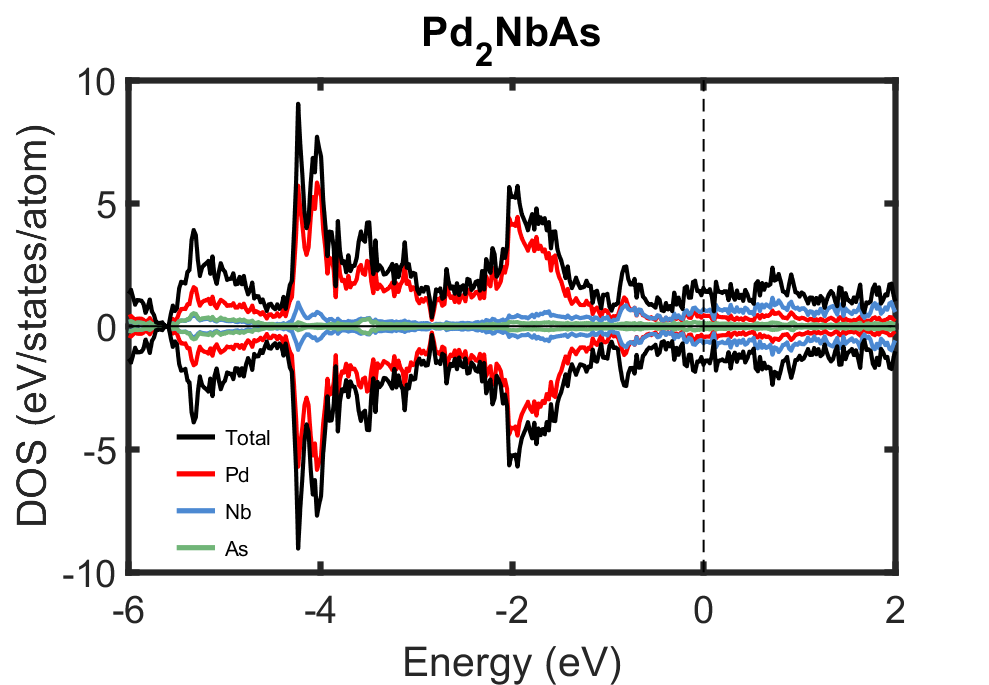 Pd₂NbAs
DOS (eV/states/atom)
10
5
0
-5
-10
Total
Pd
Nb
As
-6 -4 -2 0 2
Energy (eV)